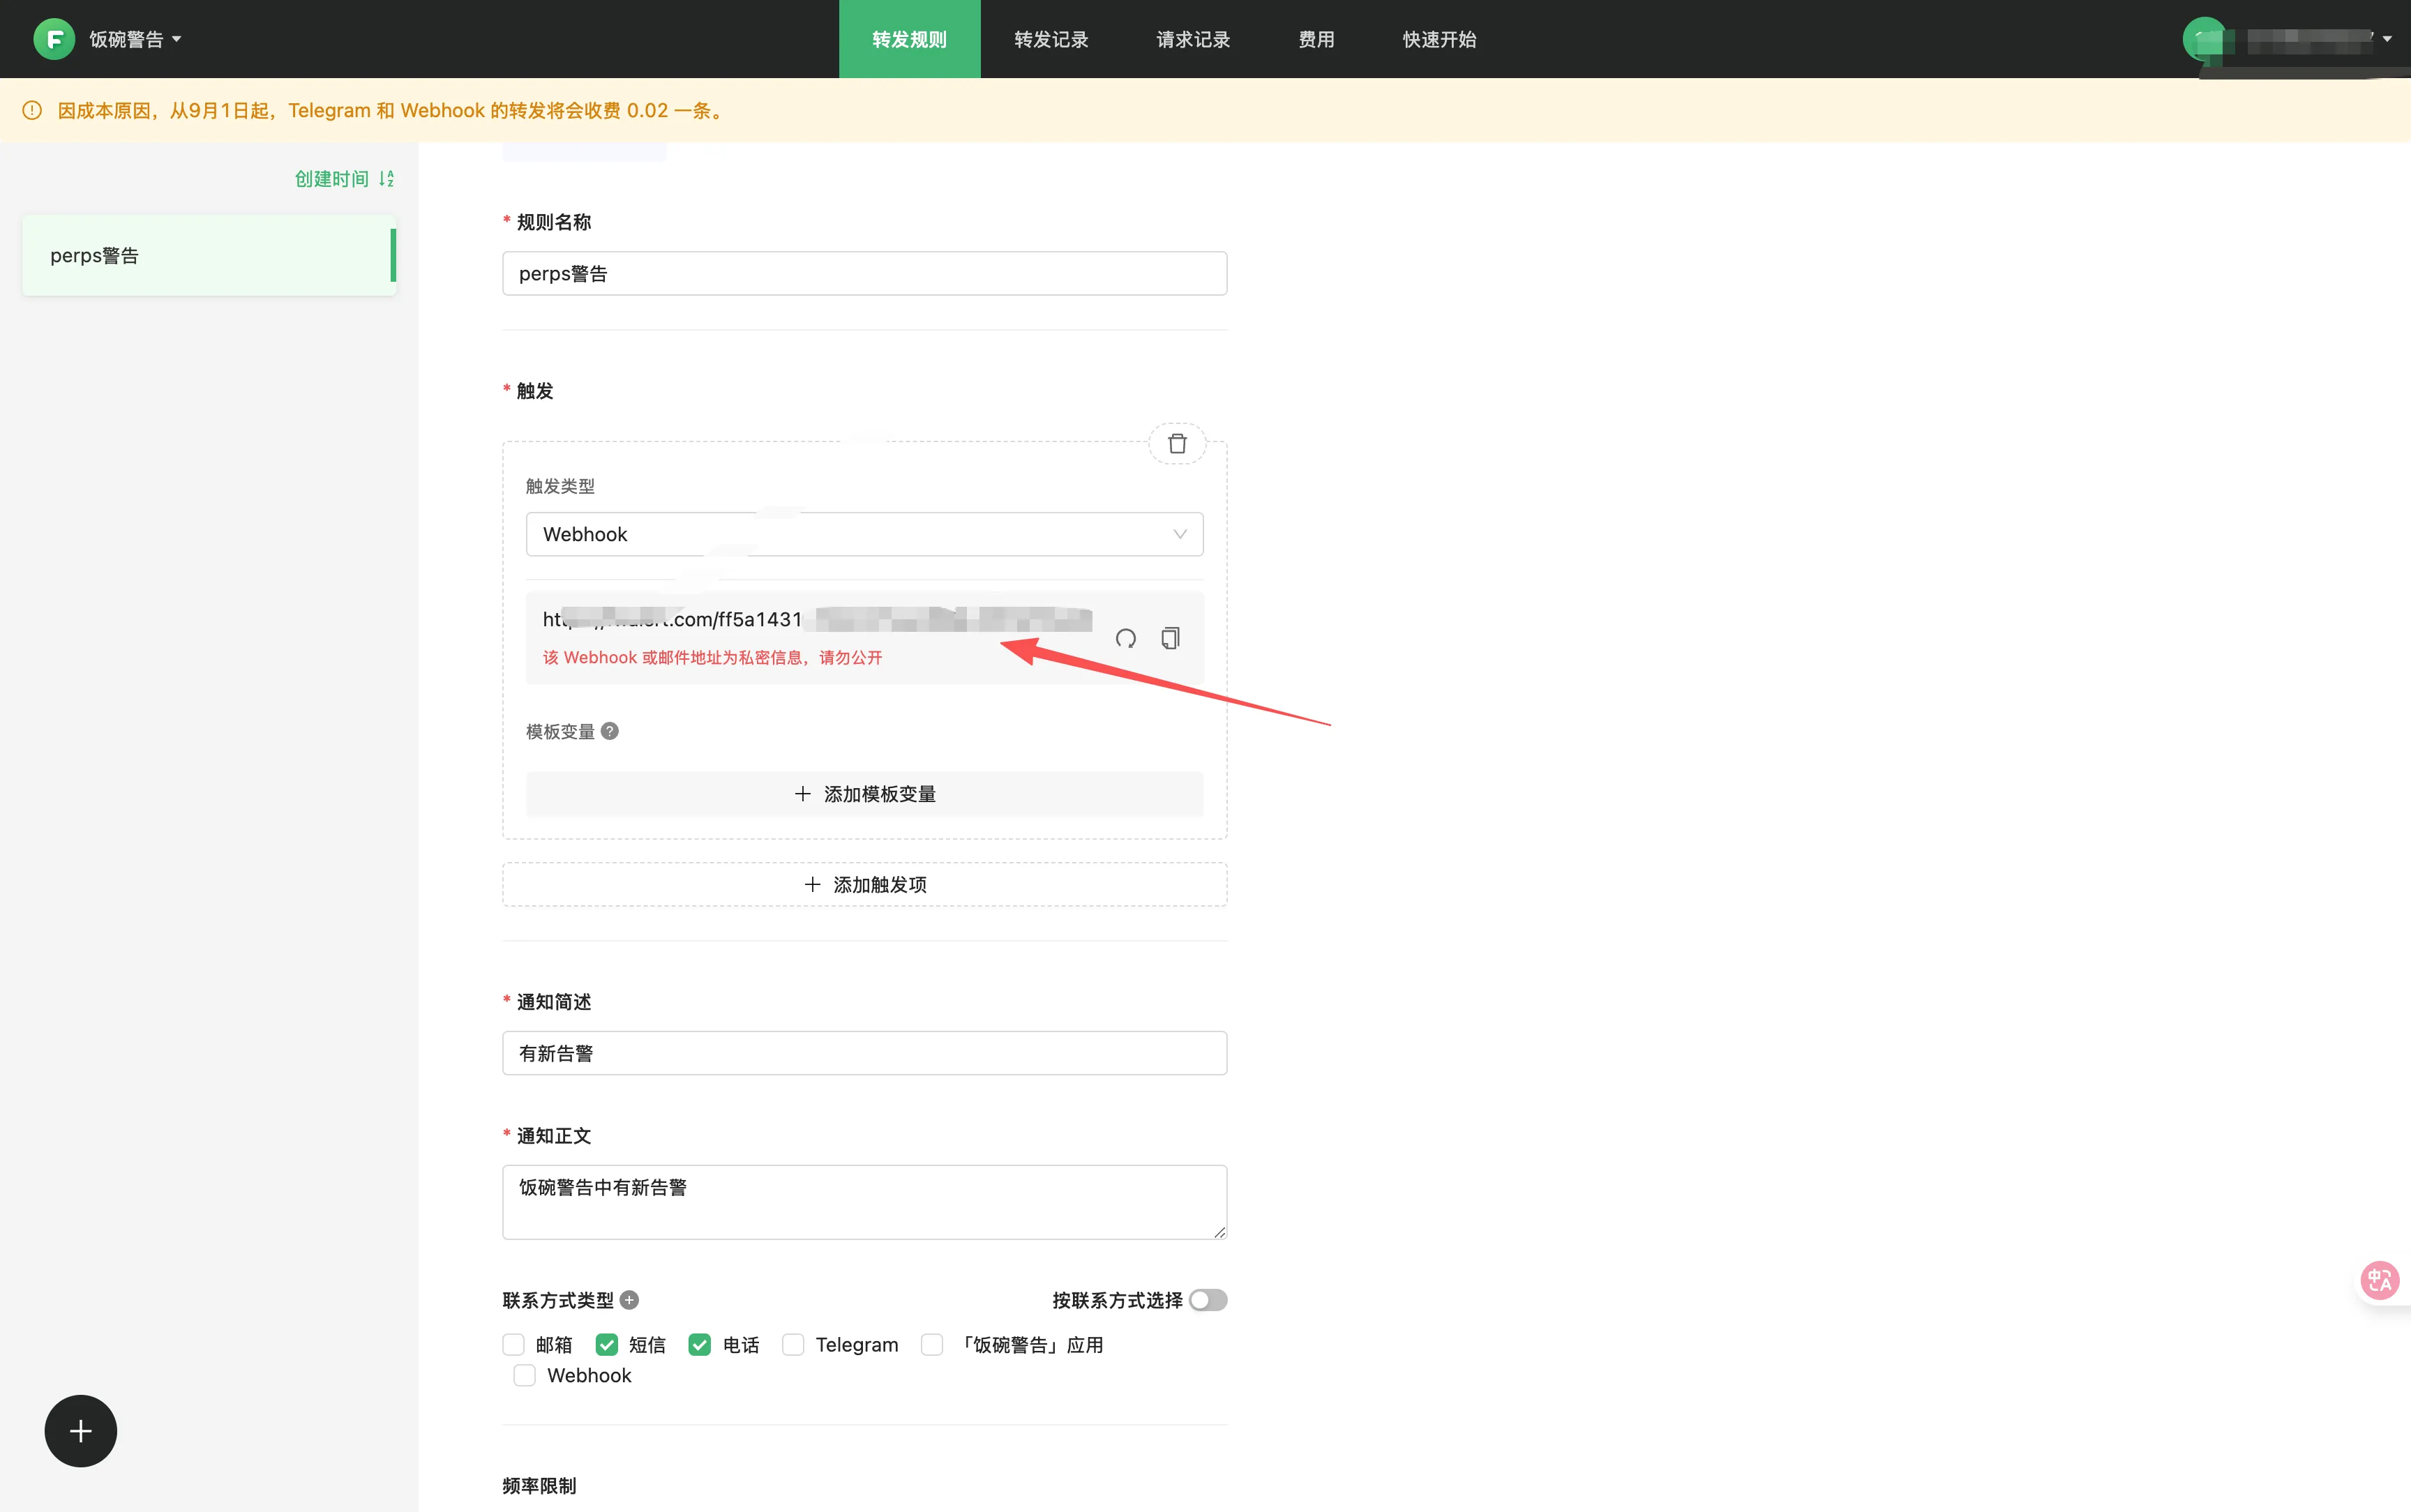 饭碗警告
转发规则
转发记录
请求记录
费用
快速开始
因成本原因，从9月1日起，Telegram 和 Webhook 的转发将会收费 0.02 一条。
创建时间
perps警告
* 规则名称
perps警告
* 触发
触发类型
Webhook
.com/ff5a1431
该 Webhook 或邮件地址为私密信息，请勿公开
模板变量
添加模板变量
添加触发项
* 通知简述
有新告警
* 通知正文
饭碗警告中有新告警
联系方式类型
按联系方式选择
邮箱 短信 电话 Telegram 「饭碗警告」应用
Webhook
频率限制